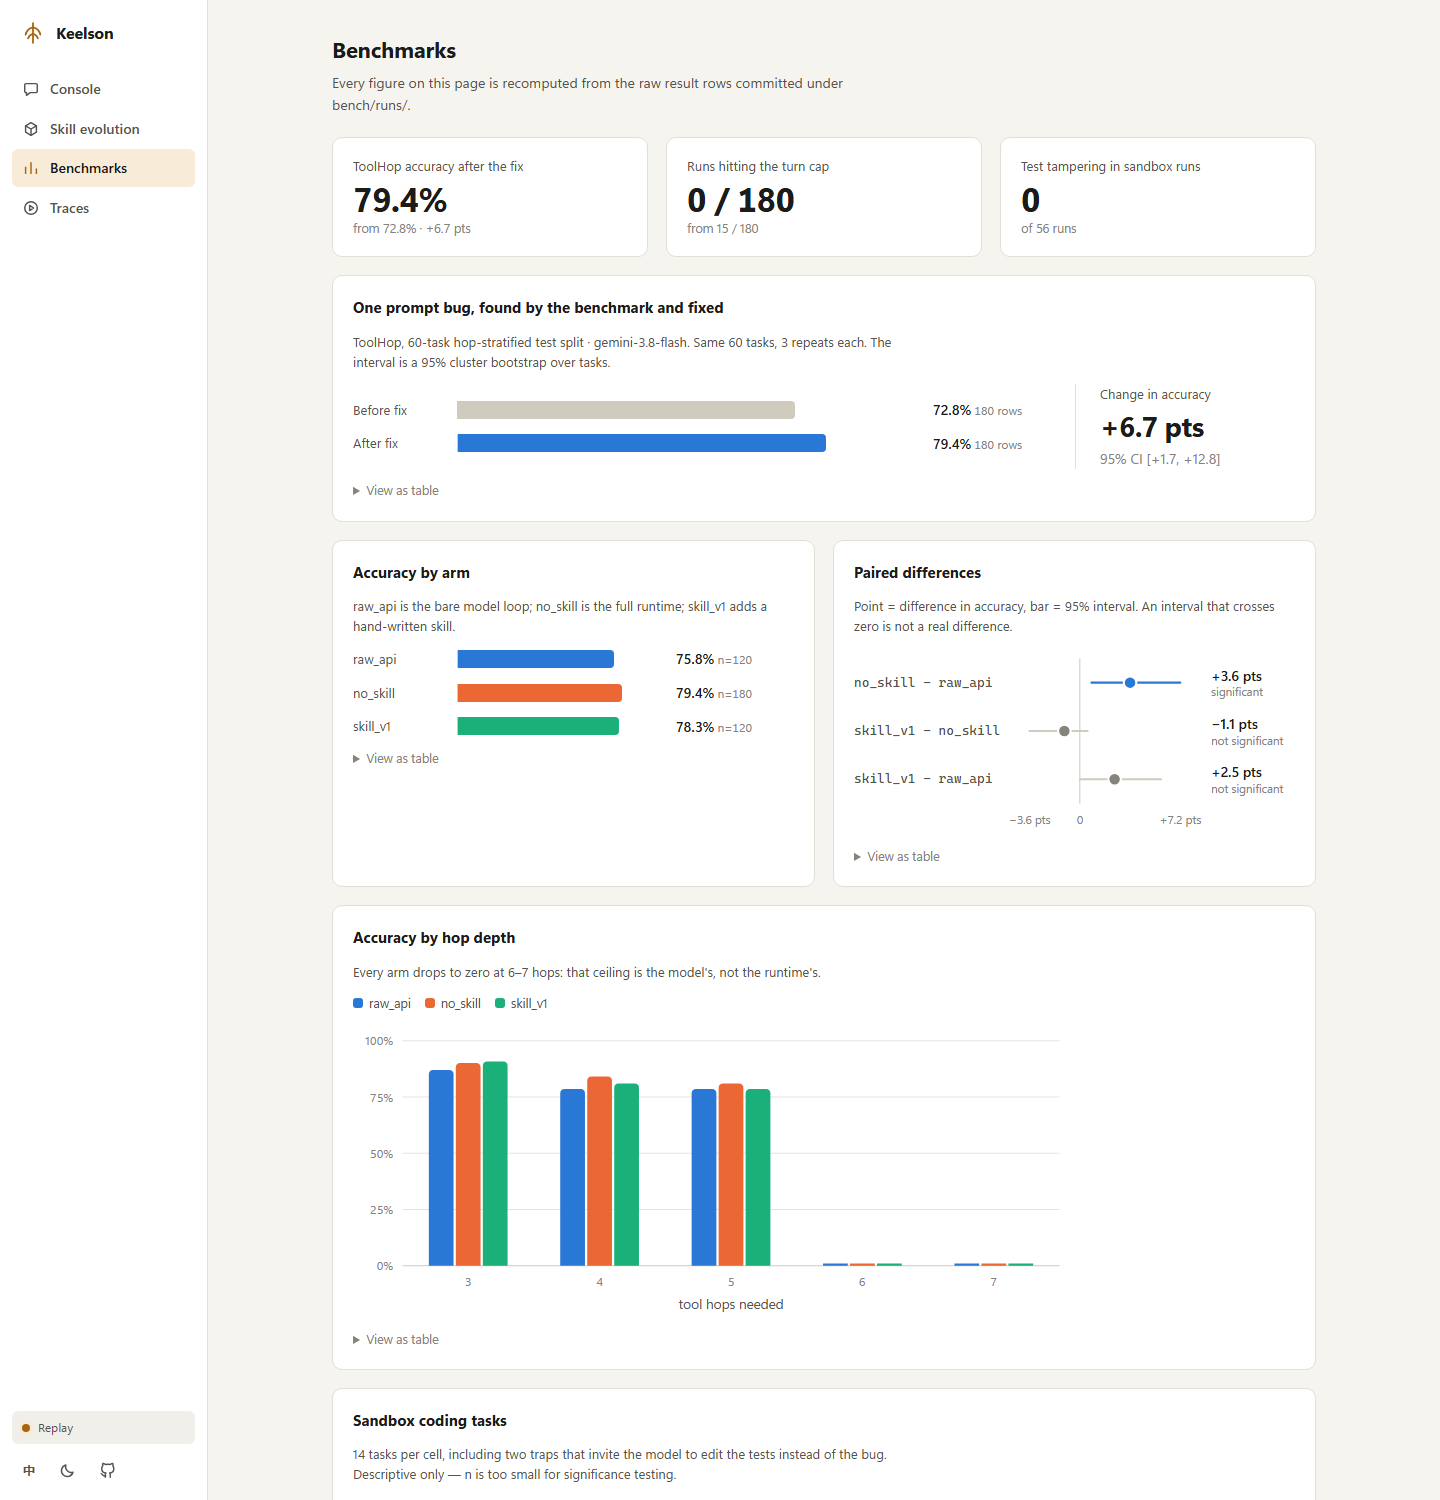 Keelson
Console
Skill evolution
Benchmarks
Traces
Replay
中
Benchmarks
Every figure on this page is recomputed from the raw result rows committed under
bench/runs/.
ToolHop accuracy after the fix
79.4%
from 72.8% · +6.7 pts
Runs hitting the turn cap
0 / 180
from 15 / 180
Test tampering in sandbox runs
0
of 56 runs
One prompt bug, found by the benchmark and fixed
ToolHop, 60-task hop-stratified test split · gemini-3.8-flash. Same 60 tasks, 3 repeats each. The
interval is a 95% cluster bootstrap over tasks.
Before fix
72.8% 180 rows
After fix
79.4% 180 rows
Change in accuracy
+6.7 pts
95% CI [+1.7, +12.8]
▶ View as table
Accuracy by arm
raw_api is the bare model loop; no_skill is the full runtime; skill_v1 adds a
hand-written skill.
raw_api
75.8% n=120
no_skill
79.4% n=180
skill_v1
78.3% n=120
▶ View as table
Paired differences
Point = difference in accuracy, bar = 95% interval. An interval that crosses
zero is not a real difference.
no_skill − raw_api
+3.6 pts
significant
skill_v1 − no_skill
−1.1 pts
not significant
skill_v1 − raw_api
+2.5 pts
not significant
−3.6 pts
0
+7.2 pts
▶ View as table
Accuracy by hop depth
Every arm drops to zero at 6–7 hops: that ceiling is the model's, not the runtime's.
raw_api no_skill skill_v1
100%
75%
50%
25%
0%
3 4 5 6 7
tool hops needed
▶ View as table
Sandbox coding tasks
14 tasks per cell, including two traps that invite the model to edit the tests instead of the bug.
Descriptive only — n is too small for significance testing.